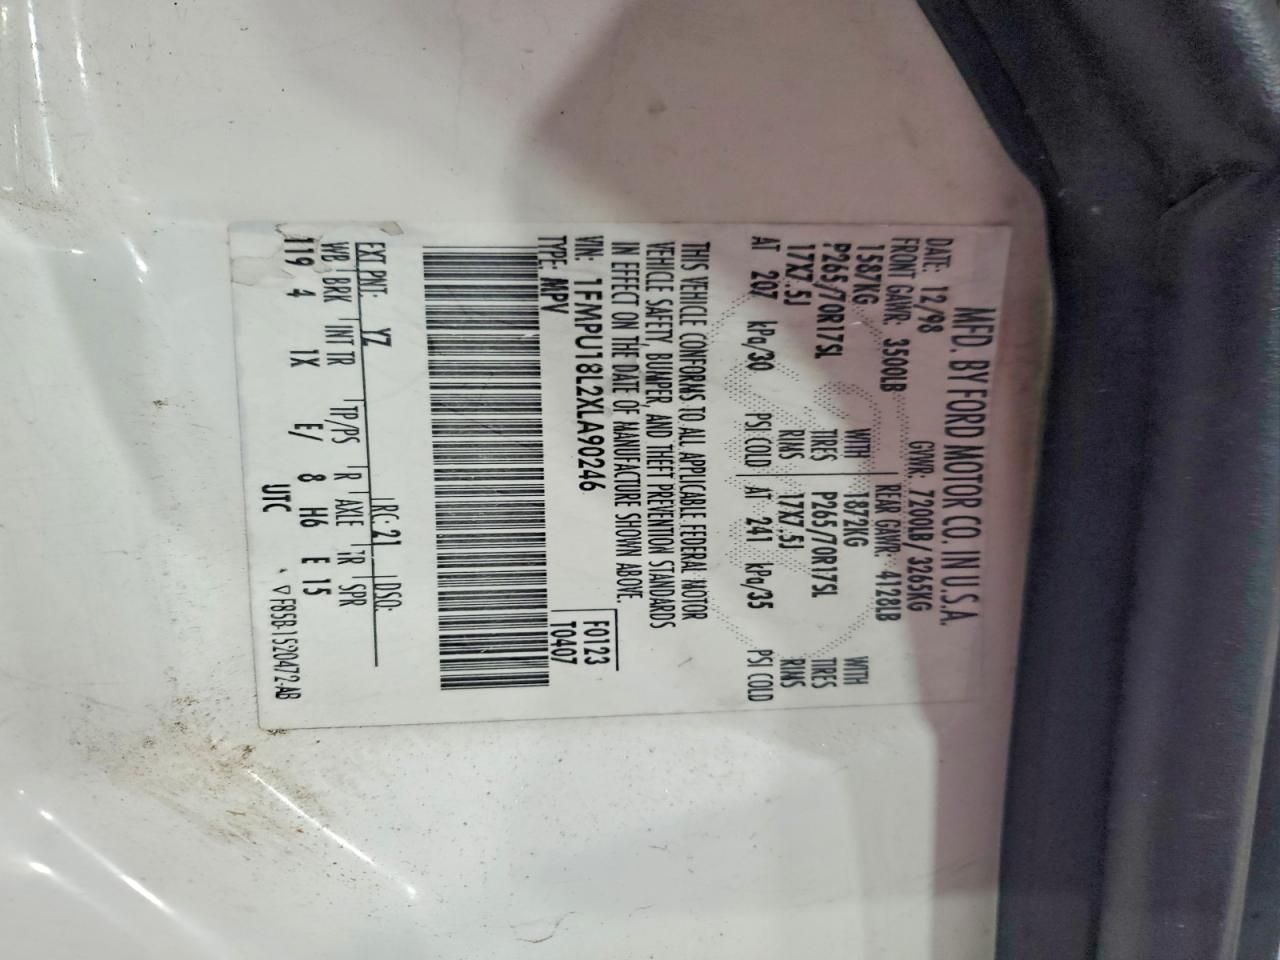 MFD. BY FORD MOTOR CO. IN U.S.A.
DATE: 12/98 GVWR: 7200LB / 3265KG
FRONT GAWR: 3500LB REAR GAWR: 4128LB
1587KG WITH 1872KG WITH
P265/70R17SL TIRES P265/70R17SL TIRES
17X7.5J RIMS 17X7.5J RIMS
AT 207 kPa/30 PSI COLD AT 241 kPa/35 PSI COLD
THIS VEHICLE CONFORMS TO ALL APPLICABLE FEDERAL MOTOR
VEHICLE SAFETY, BUMPER, AND THEFT PREVENTION STANDARDS
IN EFFECT ON THE DATE OF MANUFACTURE SHOWN ABOVE.
VIN: 1FMPU18L2XLA90246 F0123
TYPE: MPV T0407
EXT PNT: YZ RC: 21 DSO:
WB BRK INT TR TP/PS R AXLE TR SPR
119 4 1X E/ 8 H6 E 15
UTC
F85B-1520472-AB